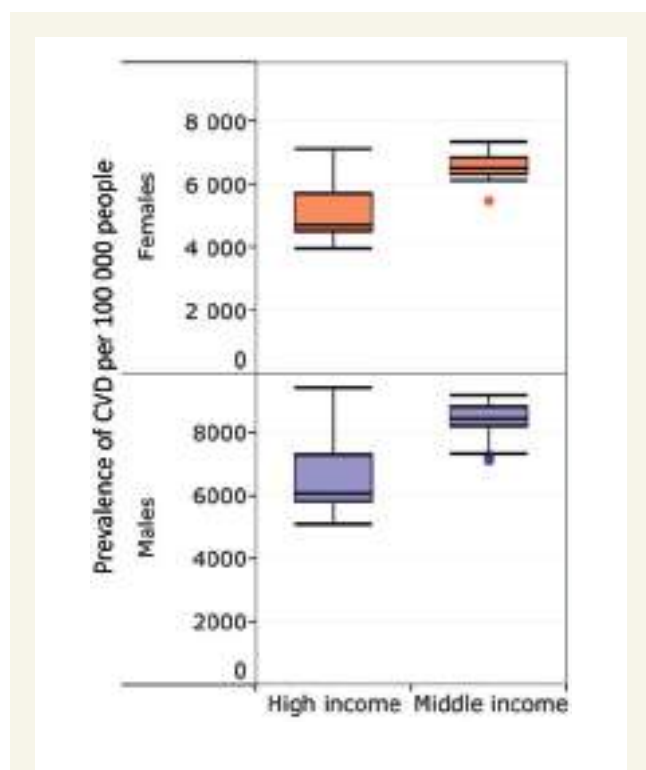 Prevalence of CVD per 100 000 people
Females
8 000
6 000
4 000
2 000
0
Males
8000
6000
4000
2000
0
High income
Middle income